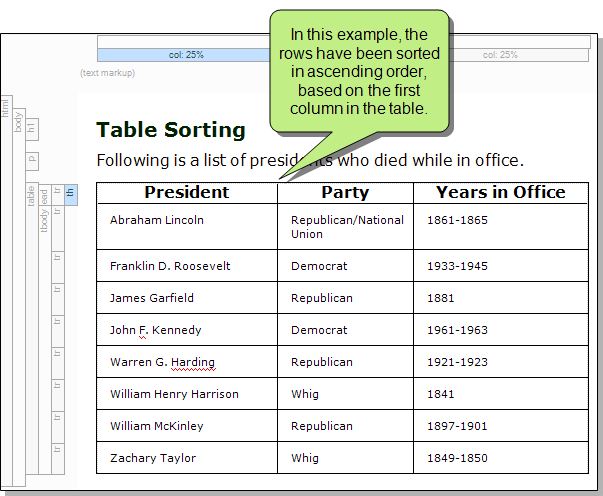 In this example, the
rows have been sorted
in ascending order,
based on the first
column in the table.
col: 25%
col: 25%
(text markup)
html
body
h1
p
table
tbody
ead
tr
th
tr
tr
tr
tr
tr
tr
tr
tr
Table Sorting
Following is a list of presidents who died while in office.
President Party Years in Office
Abraham Lincoln Republican/National 1861-1865
Union
Franklin D. Roosevelt Democrat 1933-1945
James Garfield Republican 1881
John F. Kennedy Democrat 1961-1963
Warren G. Harding Republican 1921-1923
William Henry Harrison Whig 1841
William McKinley Republican 1897-1901
Zachary Taylor Whig 1849-1850